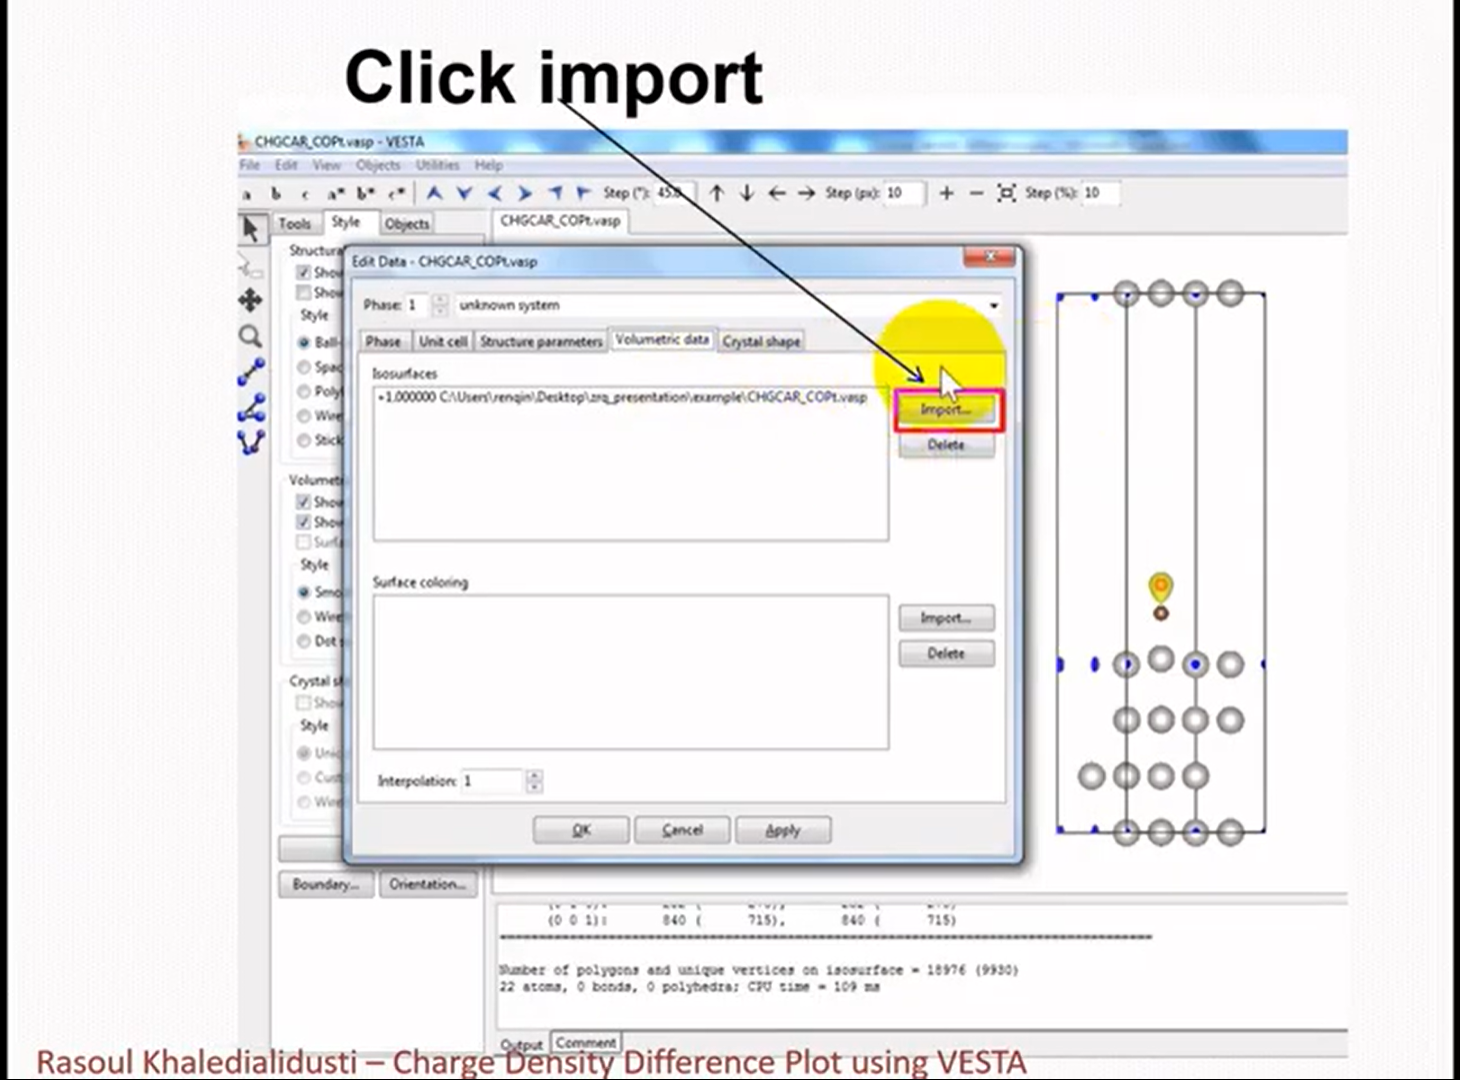 Click import
CHGCAR_COPt.vasp - VESTA
File Edit View Objects Utilities Help
a b c a* b* c* Step (°): 45.0 Step (px): 10 Step (%): 10
Tools Style Objects CHGCAR_COPt.vasp
Edit Data - CHGCAR_COPt.vasp
Phase: 1 unknown system
Phase Unit cell Structure parameters Volumetric data Crystal shape
Isosurfaces
+1.000000 C:\Users\renqin\Desktop\zrq_presentation\example\CHGCAR_COPt.vasp
Import...
Delete
Surface coloring
Import...
Delete
Interpolation: 1
OK Cancel Apply
Structura
Show
Show
Style
Ball-
Spac
Poly
Wire
Stick
Volumet
Show
Show
Surfa
Style
Smo
Wire
Dot
Crystal s
Show
Style
Unic
Cust
Wire
Boundary... Orientation...
(0 0 1): 840 ( 715), 840 ( 715)
Number of polygons and unique vertices on isosurface = 18976 (9930)
22 atoms, 0 bonds, 0 polyhedra; CPU time = 109 ms
Output Comment
Rasoul Khaledialidusti – Charge Density Difference Plot using VESTA